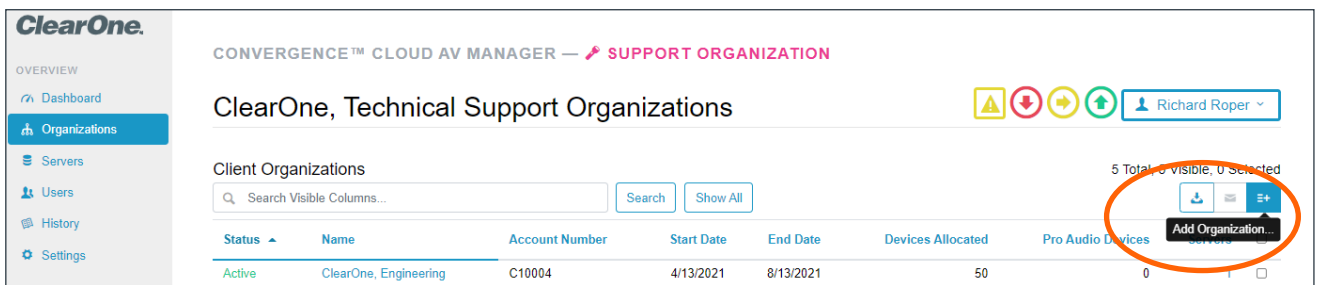 ClearOne.
OVERVIEW
Dashboard
Organizations
Servers
Users
History
Settings
CONVERGENCE™ CLOUD AV MANAGER — SUPPORT ORGANIZATION
ClearOne, Technical Support Organizations
Richard Roper
Client Organizations
5 Total, 5 Visible, 0 Selected
Search Visible Columns...
Search
Show All
Add Organization...
Status Name Account Number Start Date End Date Devices Allocated Pro Audio Devices Servers
Active ClearOne, Engineering C10004 4/13/2021 8/13/2021 50 0 1